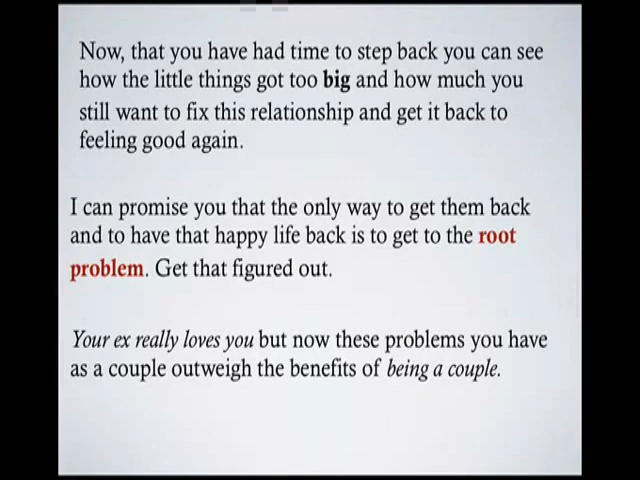 Now, that you have had time to step back you can see
how the little things got too big and how much you
still want to fix this relationship and get it back to
feeling good again.
I can promise you that the only way to get them back
and to have that happy life back is to get to the root
problem. Get that figured out.
Your ex really loves you but now these problems you have
as a couple outweigh the benefits of being a couple.